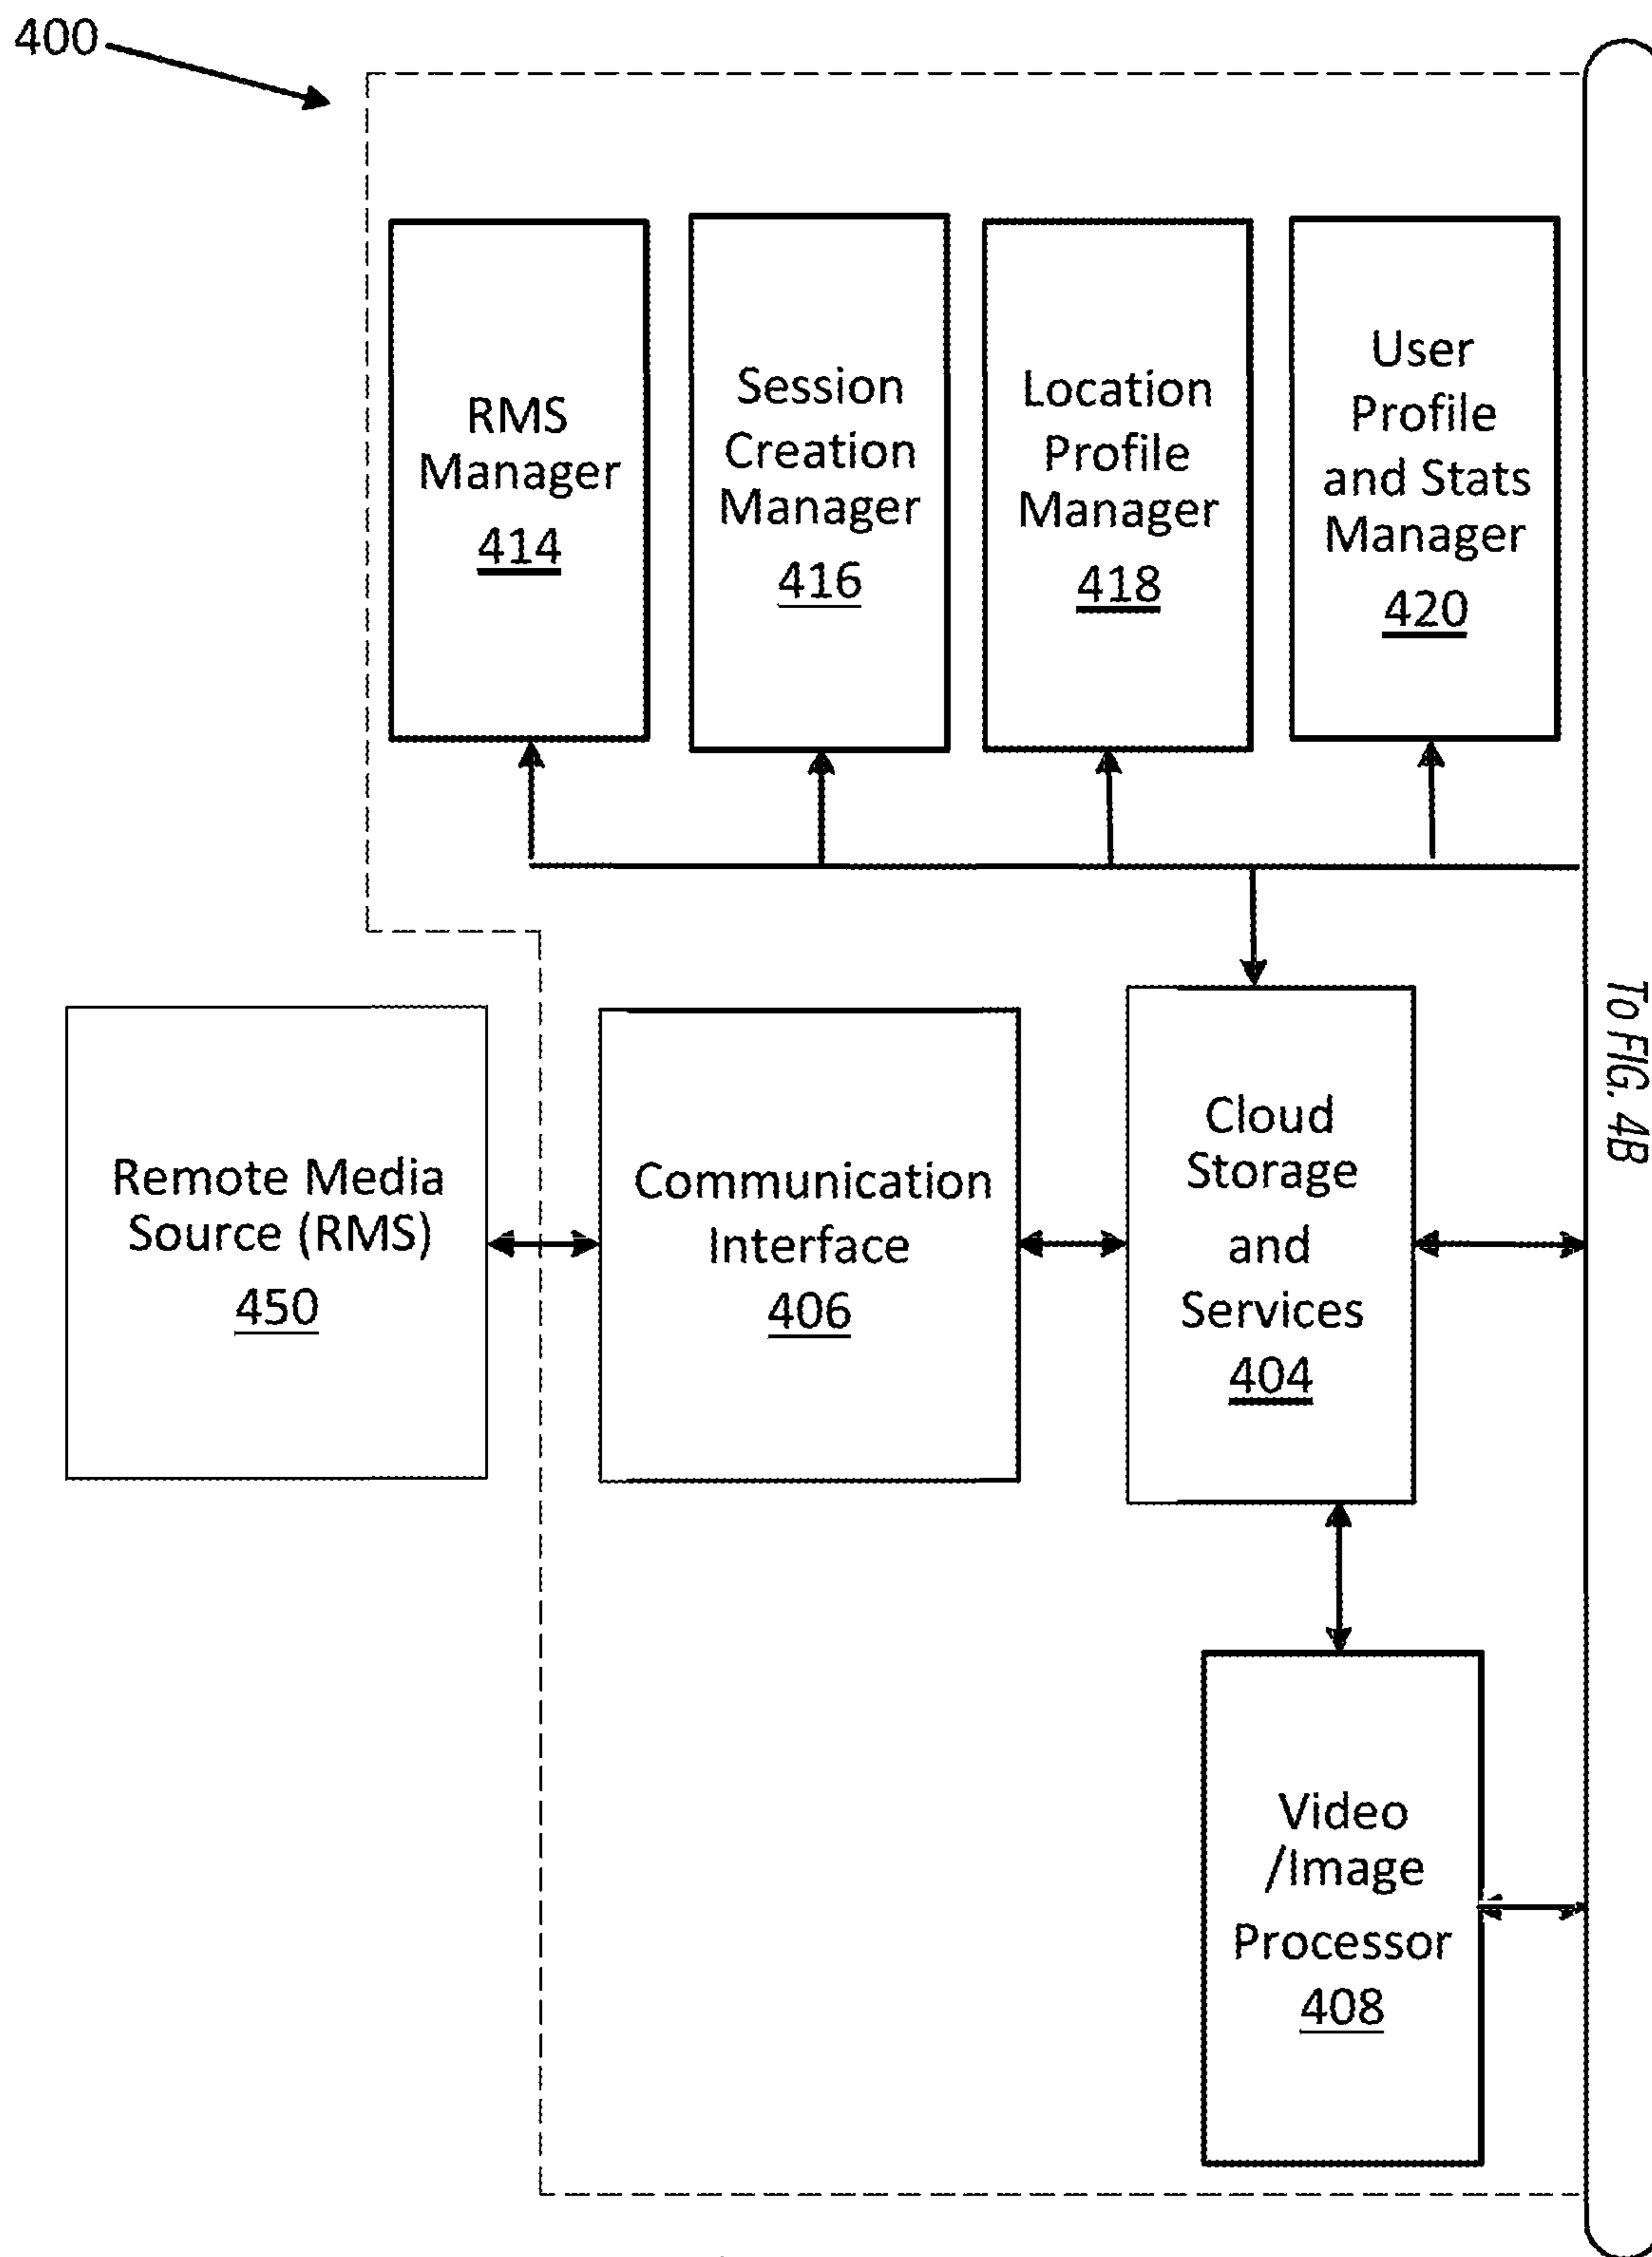 400
RMS
Manager
414
Session
Creation
Manager
416
Location
Profile
Manager
418
User
Profile
and Stats
Manager
420
Remote Media
Source (RMS)
450
Communication
Interface
406
Cloud
Storage
and
Services
404
To FIG. 4B
Video
/Image
Processor
408